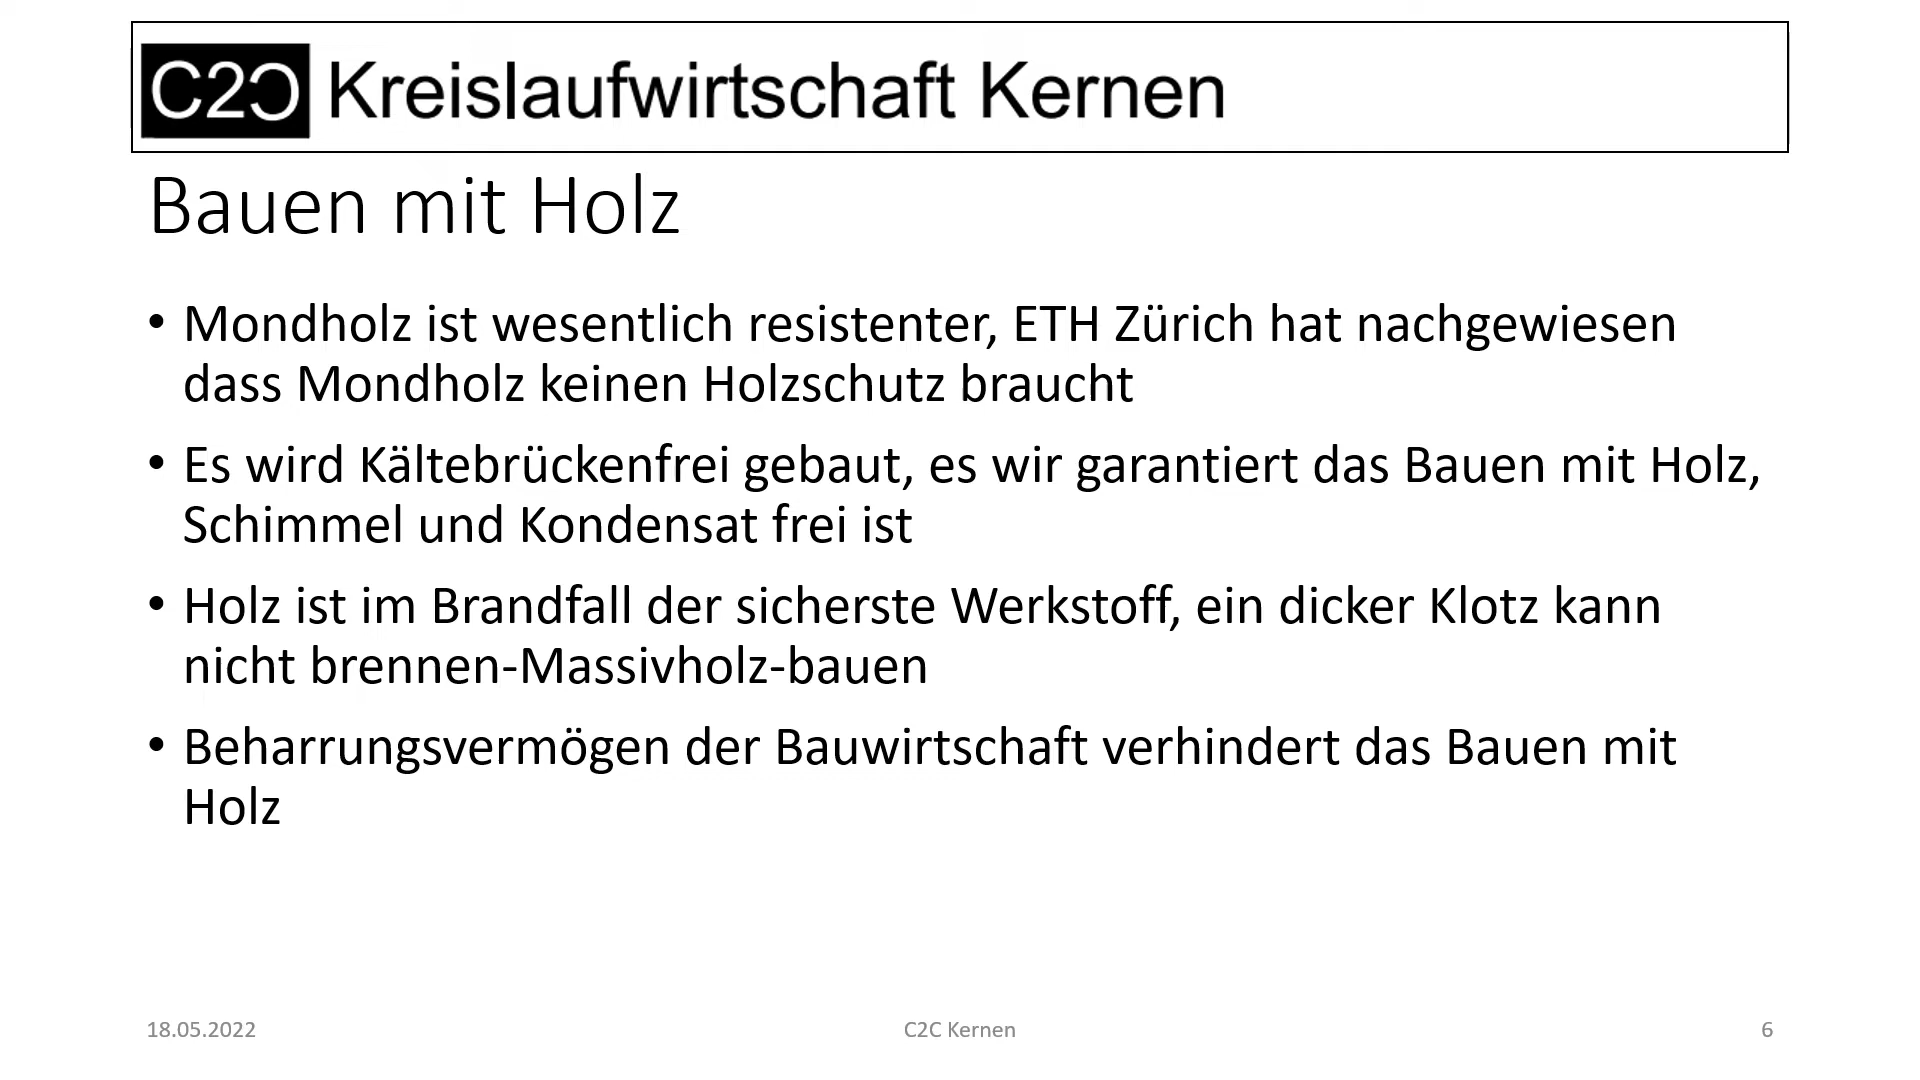 C2C Kreislaufwirtschaft Kernen
Bauen mit Holz
• Mondholz ist wesentlich resistenter, ETH Zürich hat nachgewiesen
dass Mondholz keinen Holzschutz braucht
• Es wird Kältebrückenfrei gebaut, es wir garantiert das Bauen mit Holz,
Schimmel und Kondensat frei ist
• Holz ist im Brandfall der sicherste Werkstoff, ein dicker Klotz kann
nicht brennen-Massivholz-bauen
• Beharrungsvermögen der Bauwirtschaft verhindert das Bauen mit
Holz
18.05.2022 C2C Kernen 6